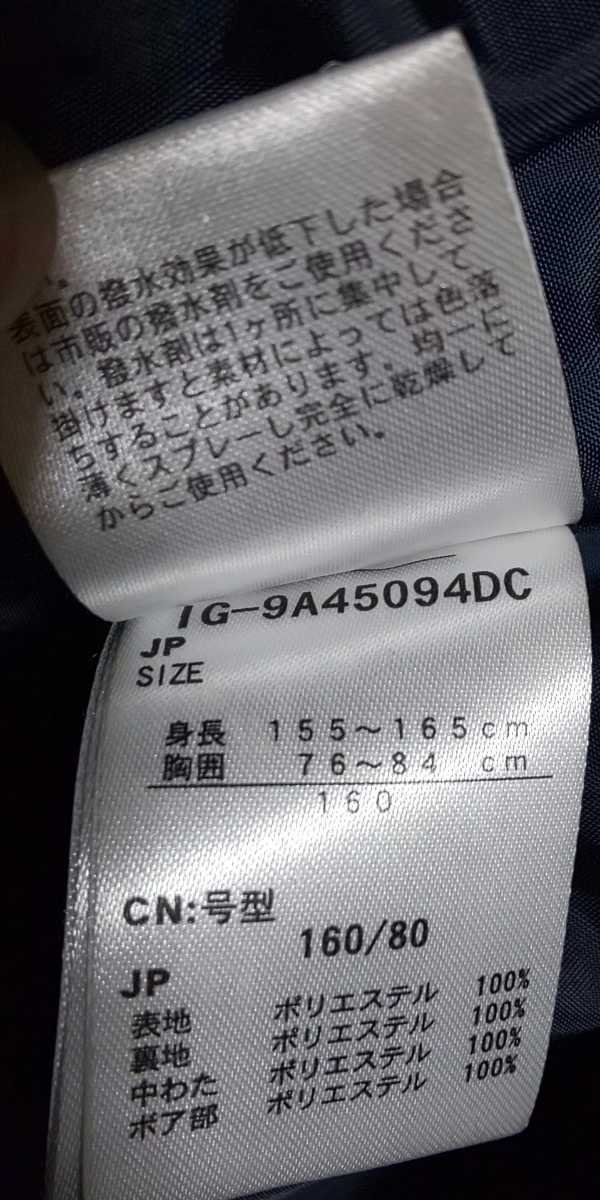 い。
表面の撥水効果が低下した場合
は市販の撥水剤をご使用くださ
い。撥水剤は1ヶ所に集中して
掛けますと素材によっては色落
ちすることがあります。均一に
薄くスプレーし完全に乾燥して
からご使用ください。
IG-9A45094DC
JP
SIZE
身長 155～165cm
胸囲 76～84 cm
160
CN:号型
160/80
JP
表地 ポリエステル 100%
裏地 ポリエステル 100%
中わた ポリエステル 100%
ボア部 ポリエステル 100%